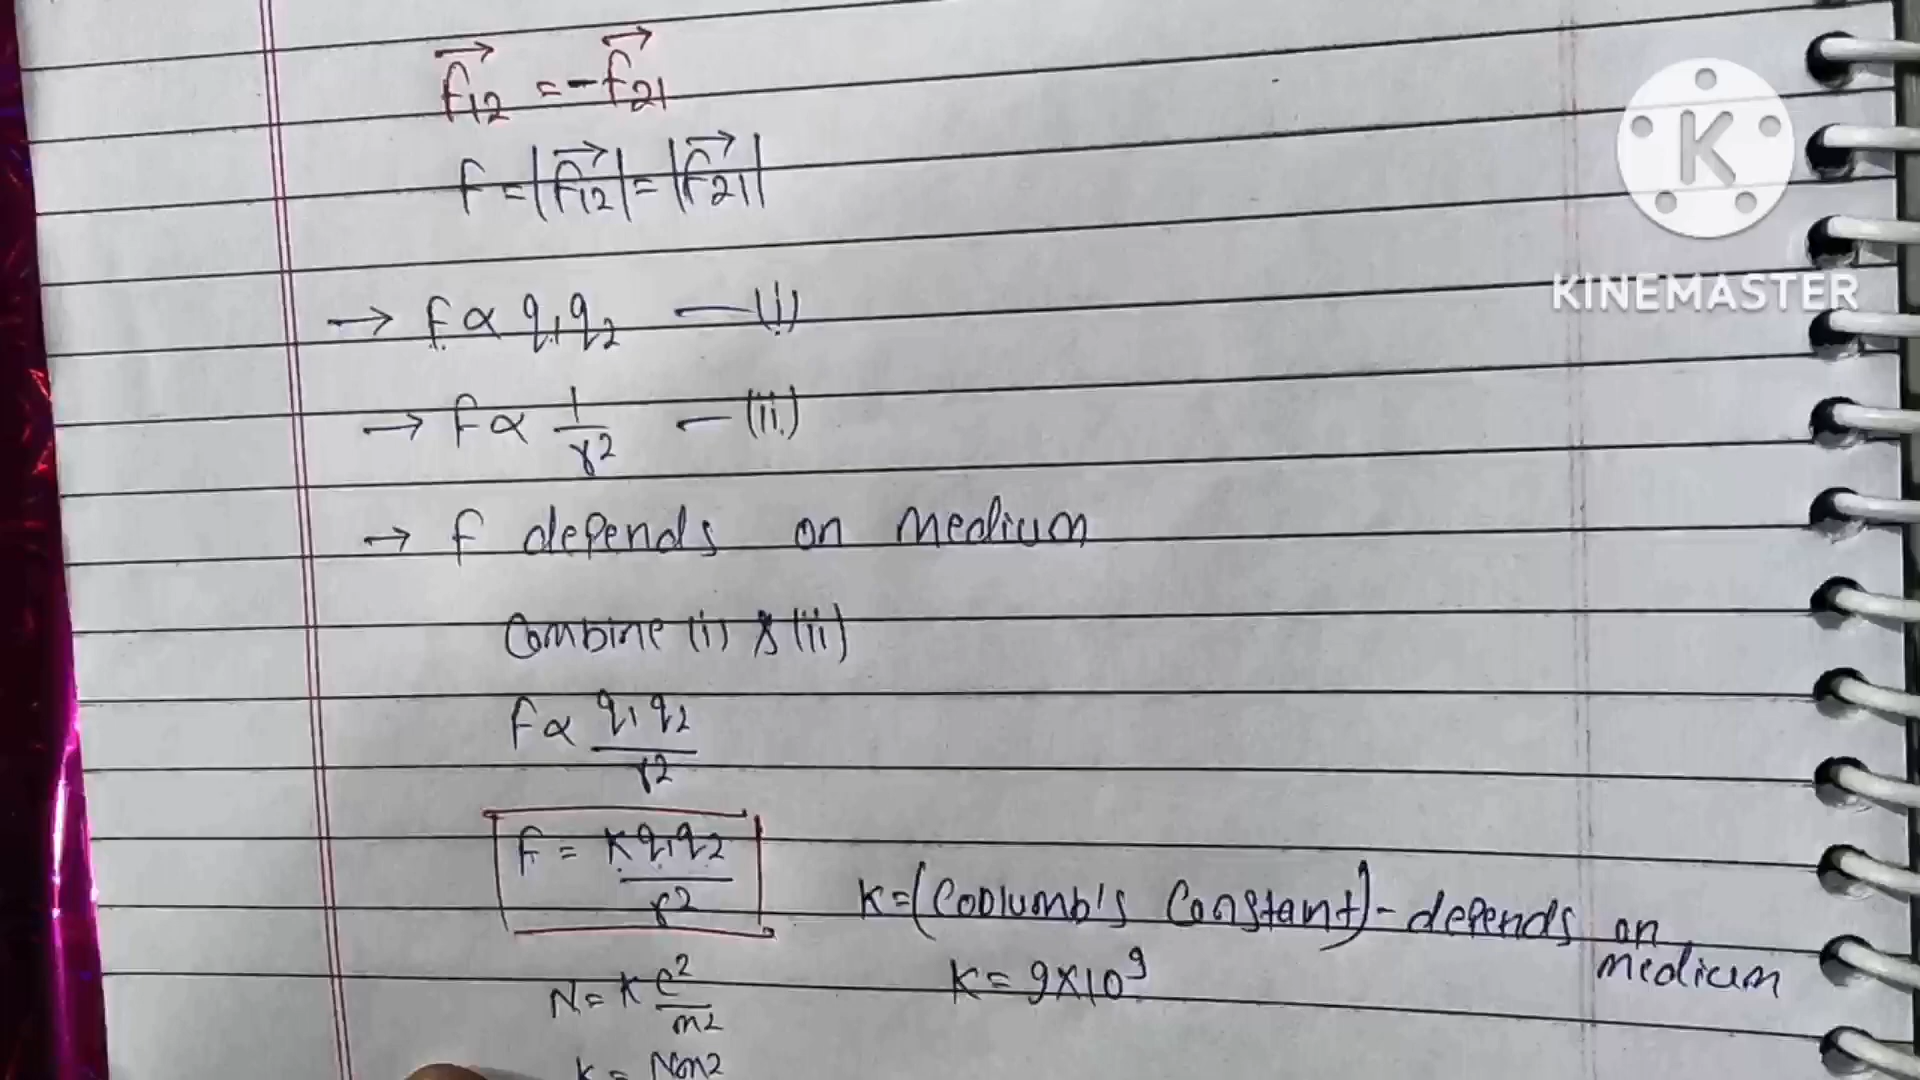 F₁₂ = -F₂₁
F = |F₁₂| = |F₂₁|
→ F ∝ q₁q₂ — (i)
→ F ∝ 1/r² — (ii)
→ F depends on medium
Combine (i) & (ii)
F ∝ q₁q₂/r²
F = Kq₁q₂/r²
K = (Coolumb's Constant) - depends on medium
N = K C²/m²
K = 9×10⁹
K = Nm2
K
KINEMASTER